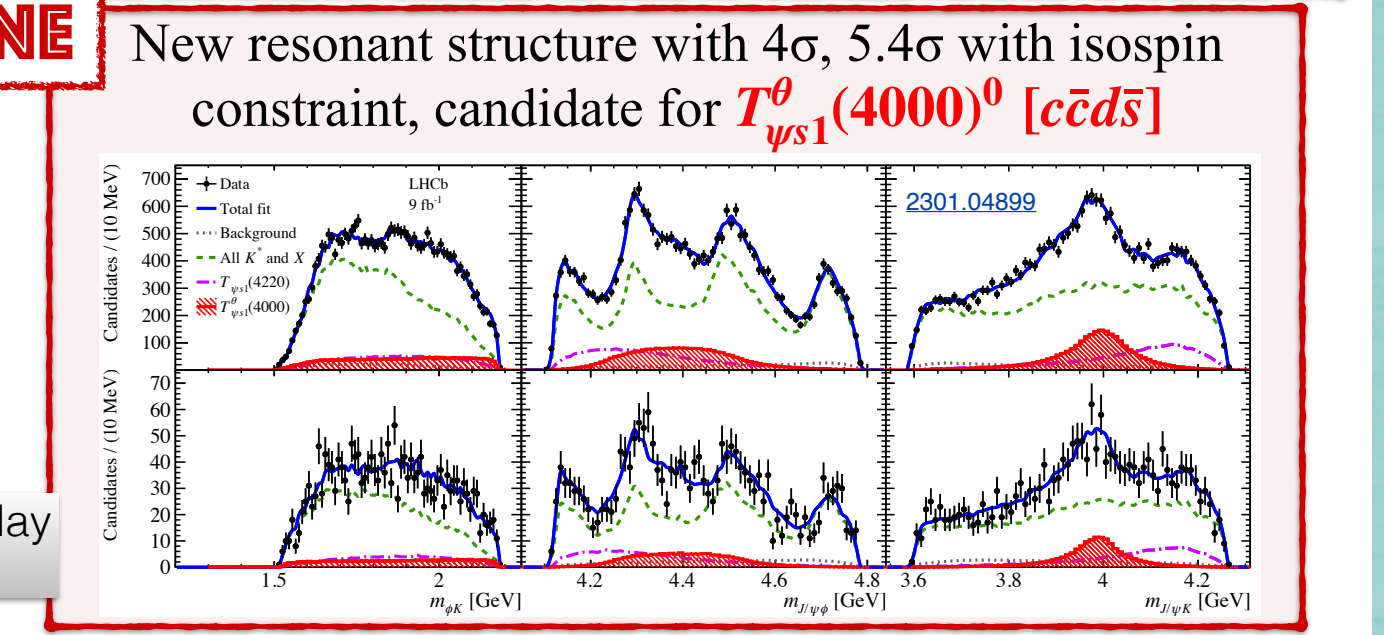 NE
New resonant structure with 4σ, 5.4σ with isospin
constraint, candidate for T^θ_ψs1(4000)^0 [cc̄ds̄]
Candidates / (10 MeV)
700
600
500
400
300
200
100
Data
Total fit
Background
All K* and X
T_ψs1(4220)
T^θ_ψs1(4000)
LHCb
9 fb^-1
2301.04899
Candidates / (10 MeV)
70
60
50
40
30
20
10
0
1.5 2 4.2 4.4 4.6 4.8 3.6 3.8 4 4.2
m_ϕK [GeV] m_J/ψϕ [GeV] m_J/ψK [GeV]
lay